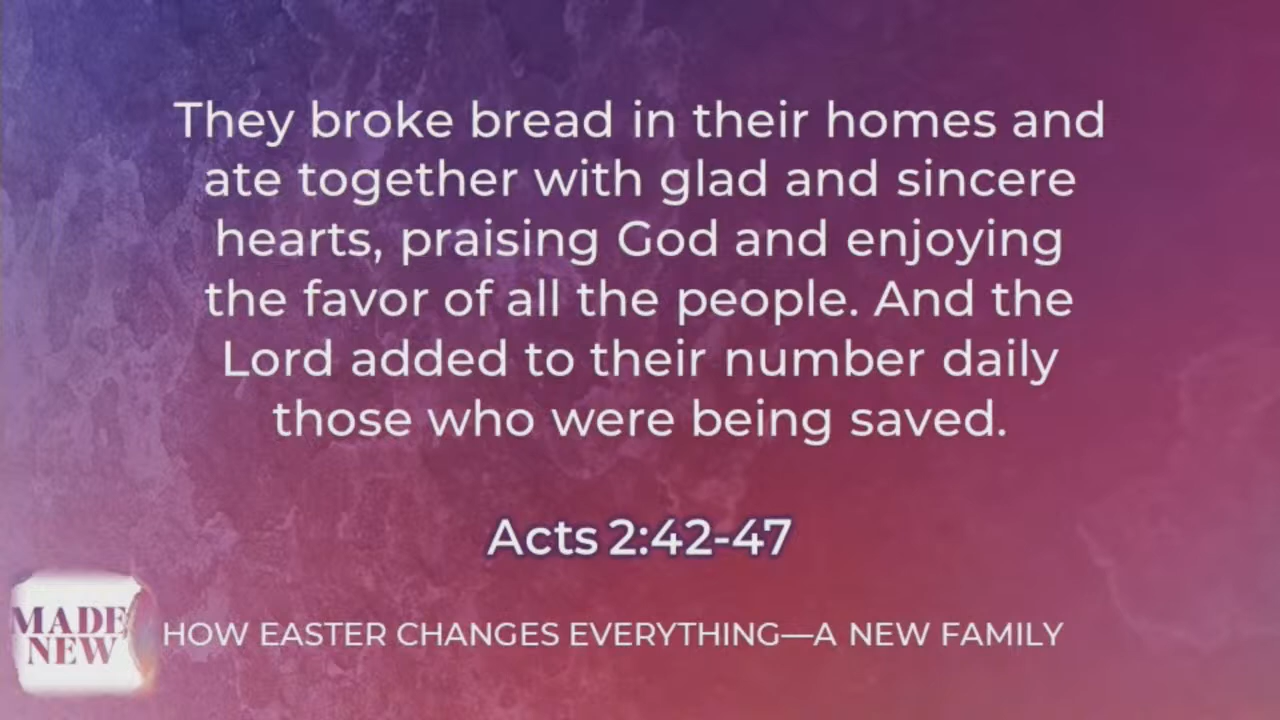 They broke bread in their homes and
ate together with glad and sincere
hearts, praising God and enjoying
the favor of all the people. And the
Lord added to their number daily
those who were being saved.
Acts 2:42-47
MADE
NEW
HOW EASTER CHANGES EVERYTHING—A NEW FAMILY